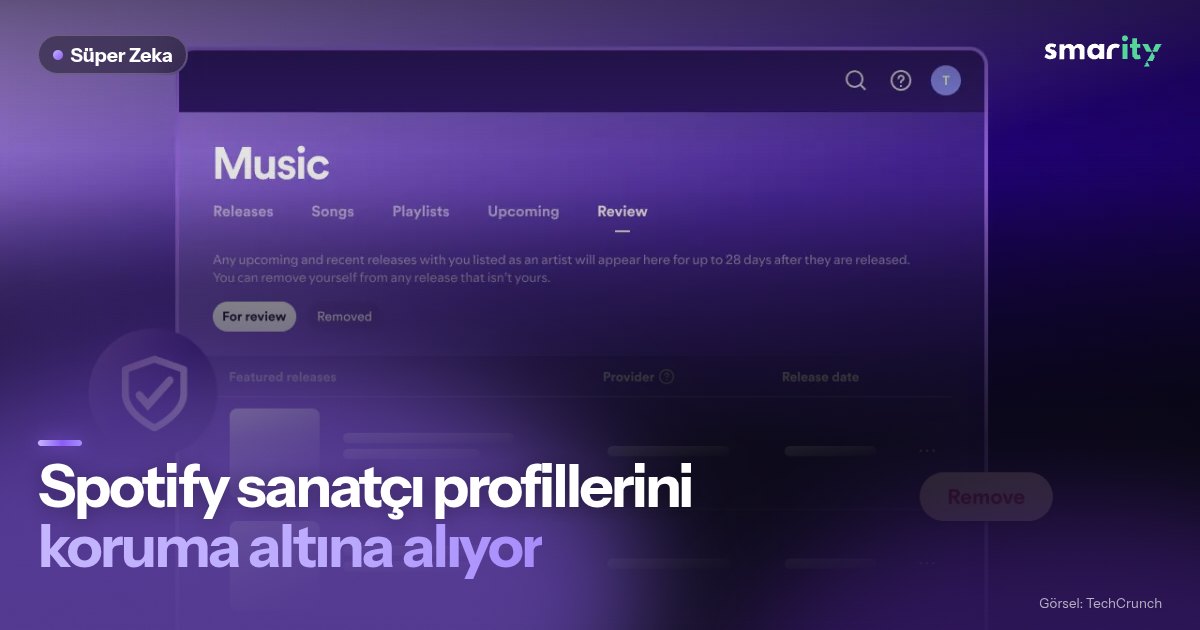 Süper Zeka
smarity
T
Music
Releases Songs Playlists Upcoming Review
Any upcoming and recent releases with you listed as an artist will appear here for up to 28 days after they are released.
You can remove yourself from any release that isn't yours.
For review Removed
Featured releases Provider ? Release date
Spotify sanatçı profillerini
koruma altına alıyor
Remove
Görsel: TechCrunch